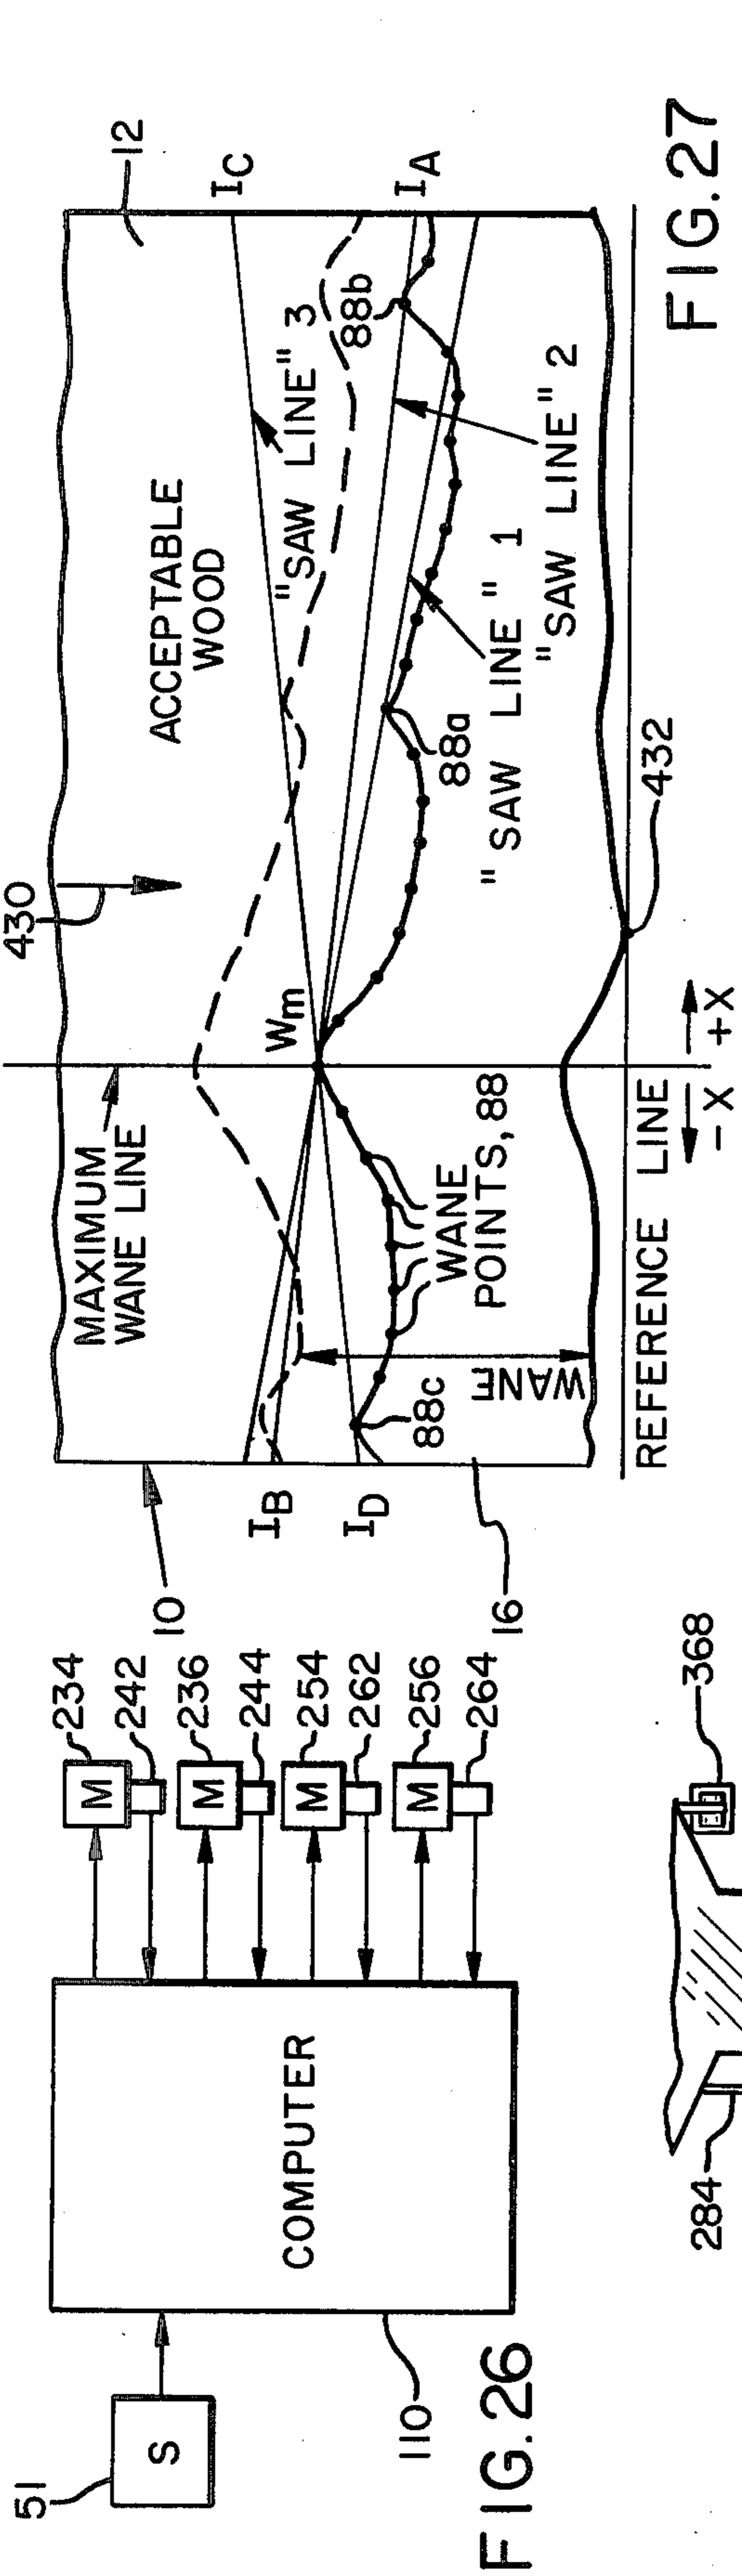 51
S
110
COMPUTER
M
234
242
M
236
244
M
254
262
M
256
264
FIG. 26
284
368
10
12
16
430
MAXIMUM
WANE LINE
ACCEPTABLE
WOOD
Wm
IB
ID
IC
IA
"SAW LINE" 3
88b
88a
88c
WANE
POINTS, 88
WANE
"SAW LINE" 1
"SAW LINE" 2
432
REFERENCE LINE
-X +X
FIG. 27